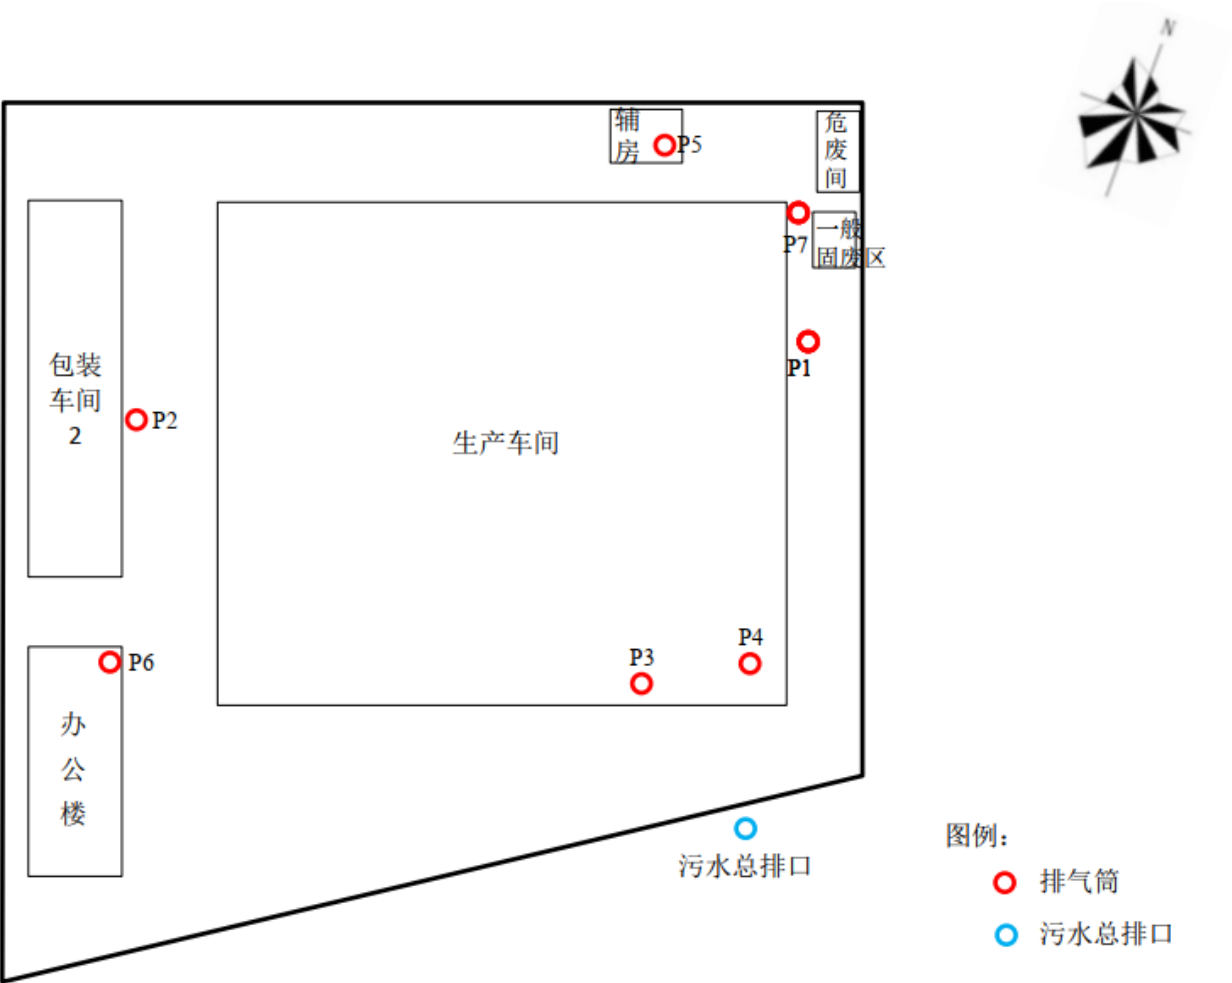 N
辅
房
P5
危
废
间
P7
一般
固废区
P1
包装
车间
2
P2
生产车间
P6
P3
P4
办
公
楼
污水总排口
图例：
排气筒
污水总排口